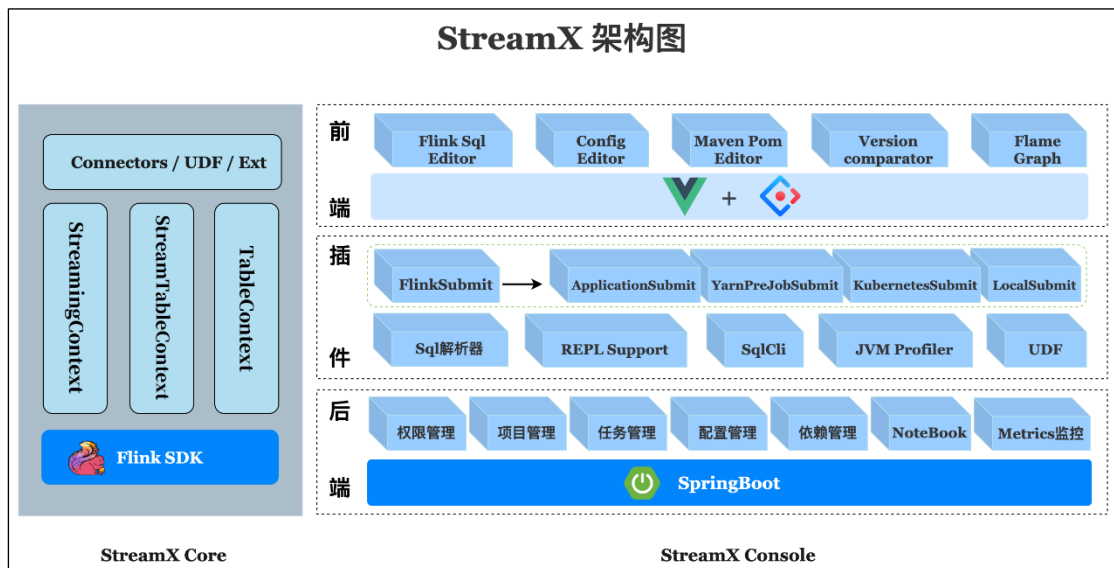 StreamX 架构图
Connectors / UDF / Ext
StreamingContext
StreamTableContext
TableContext
Flink SDK
StreamX Core
前
端
Flink Sql
Editor
Config
Editor
Maven Pom
Editor
Version
comparator
Flame
Graph
+
插
件
FlinkSubmit
ApplicationSubmit
YarnPreJobSubmit
KubernetesSubmit
LocalSubmit
Sql解析器
REPL Support
SqlCli
JVM Profiler
UDF
后
端
权限管理
项目管理
任务管理
配置管理
依赖管理
NoteBook
Metrics监控
SpringBoot
StreamX Console